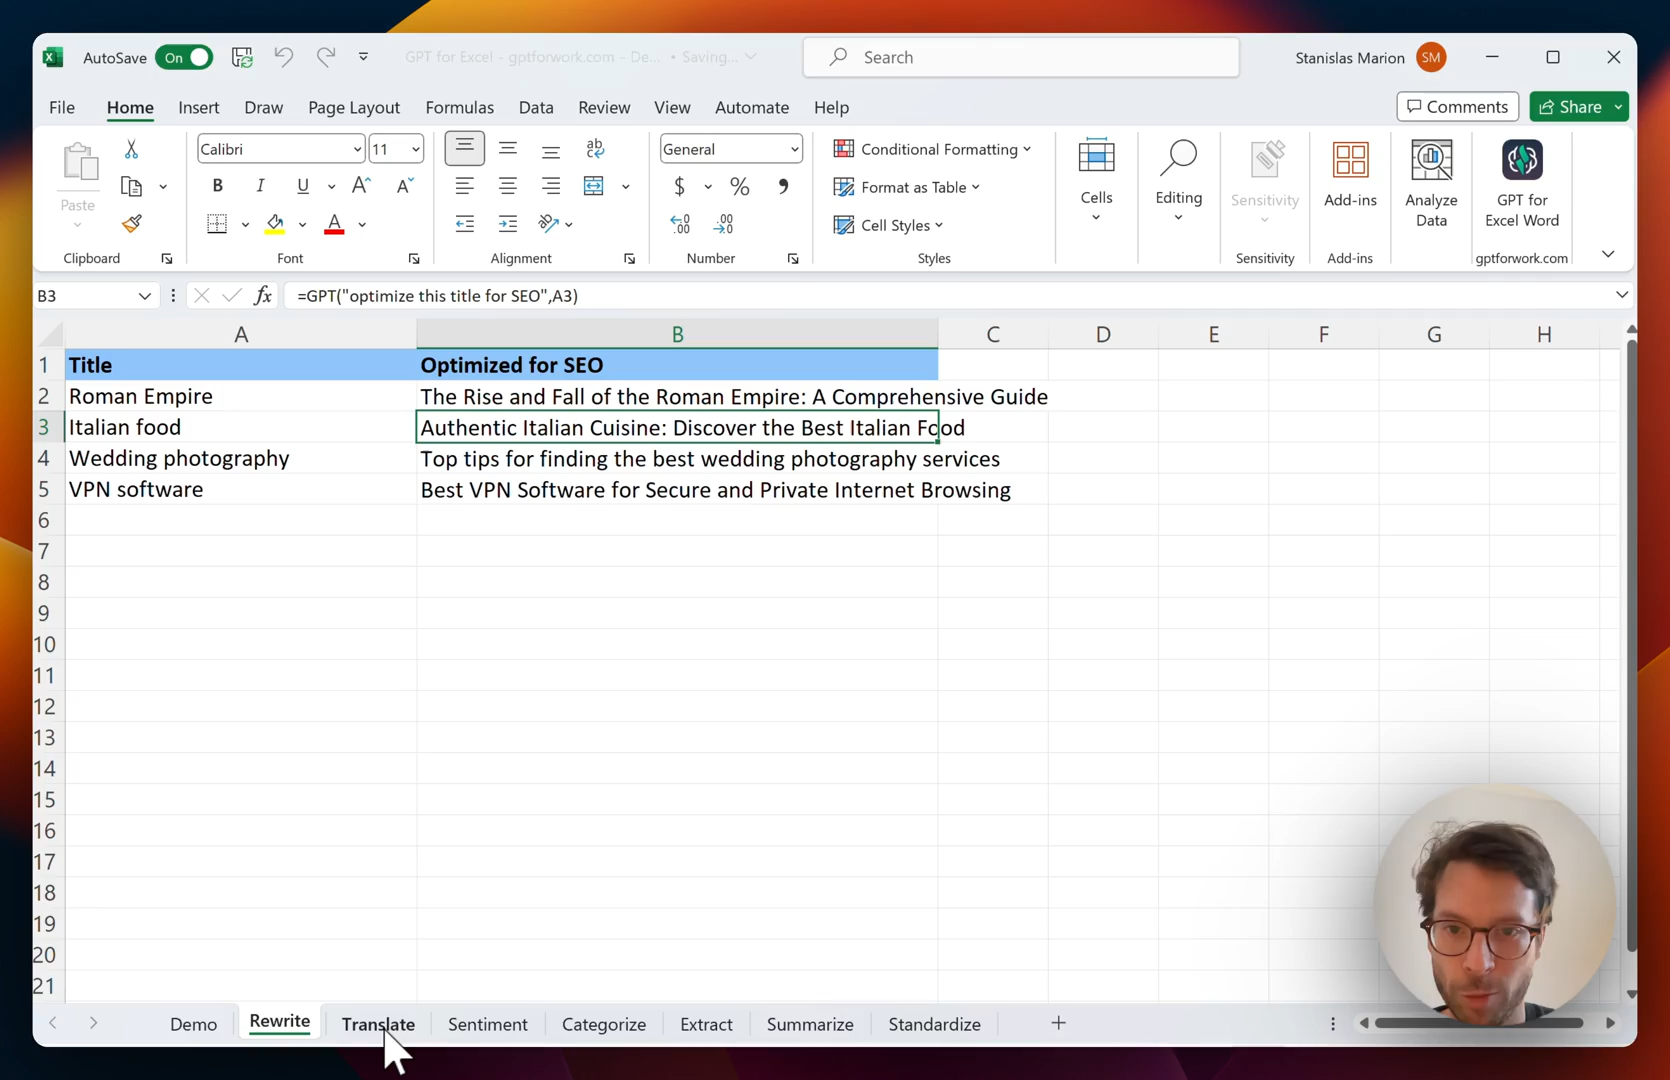 AutoSave On GPT for Excel - gptforwork.com - De... • Saving... Search Stanislas Marion SM
File Home Insert Draw Page Layout Formulas Data Review View Automate Help Comments Share
Calibri 11 General Conditional Formatting
Paste B I U A A $ % Format as Table Cells Editing Sensitivity Add-ins Analyze Data GPT for Excel Word
A Cell Styles
Clipboard Font Alignment Number Styles Sensitivity Add-ins gptforwork.com
B3 fx =GPT("optimize this title for SEO",A3)
A B C D E F G H
1 Title Optimized for SEO
2 Roman Empire The Rise and Fall of the Roman Empire: A Comprehensive Guide
3 Italian food Authentic Italian Cuisine: Discover the Best Italian Food
4 Wedding photography Top tips for finding the best wedding photography services
5 VPN software Best VPN Software for Secure and Private Internet Browsing
6
7
8
9
10
11
12
13
14
15
16
17
18
19
20
21
Demo Rewrite Translate Sentiment Categorize Extract Summarize Standardize